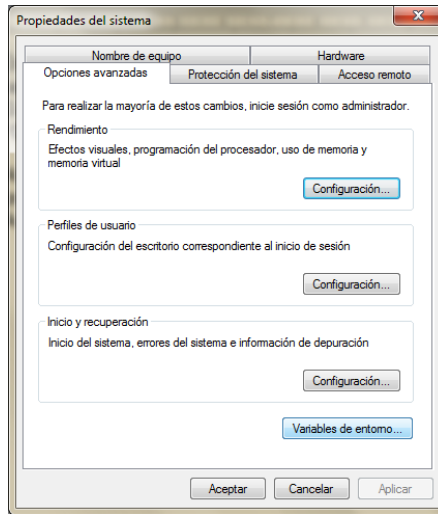 Propiedades del sistema
Nombre de equipo
Hardware
Opciones avanzadas
Protección del sistema
Acceso remoto
Para realizar la mayoría de estos cambios, inicie sesión como administrador.
Rendimiento
Efectos visuales, programación del procesador, uso de memoria y
memoria virtual
Configuración...
Perfiles de usuario
Configuración del escritorio correspondiente al inicio de sesión
Configuración...
Inicio y recuperación
Inicio del sistema, errores del sistema e información de depuración
Configuración...
Variables de entorno...
Aceptar
Cancelar
Aplicar